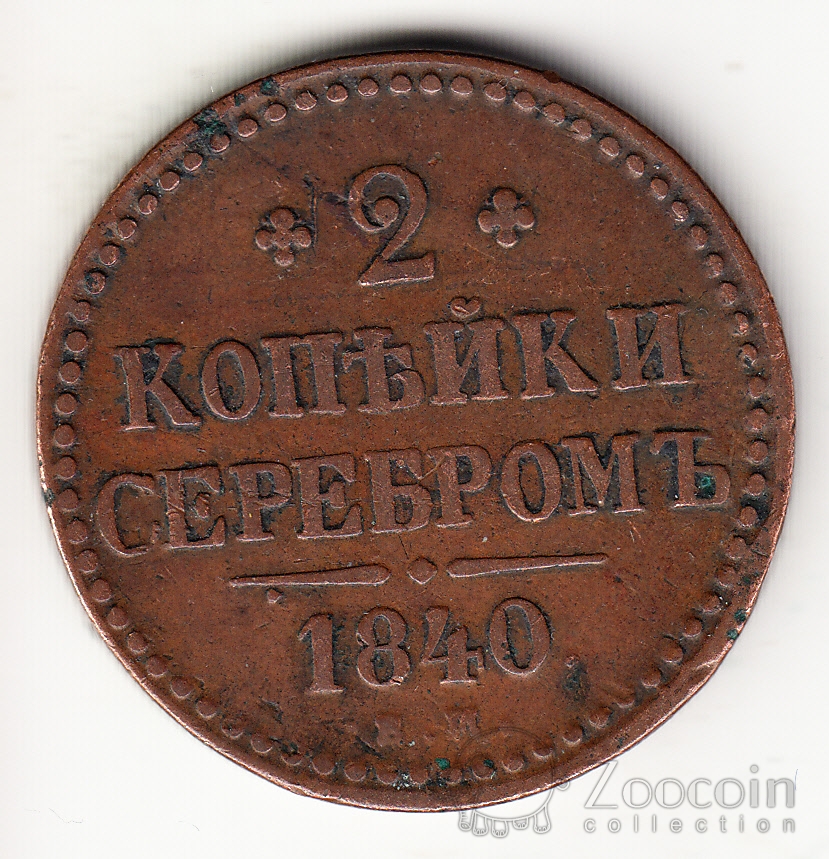 2
КОПѢЙКИ
СЕРЕБРОМЪ
1840
Zoocoin
collection